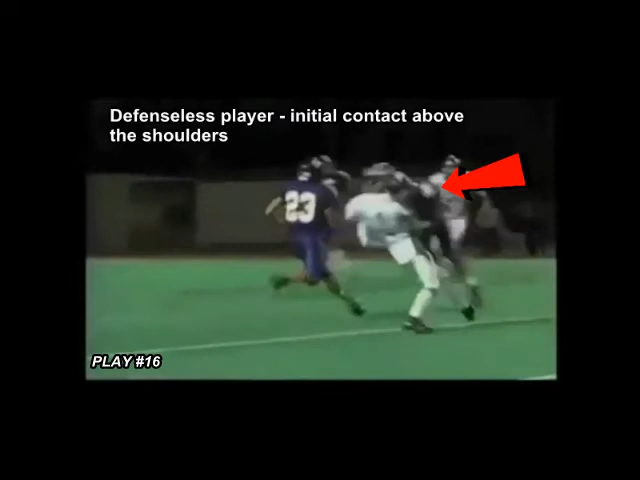 Defenseless player - initial contact above
the shoulders
23
PLAY #16